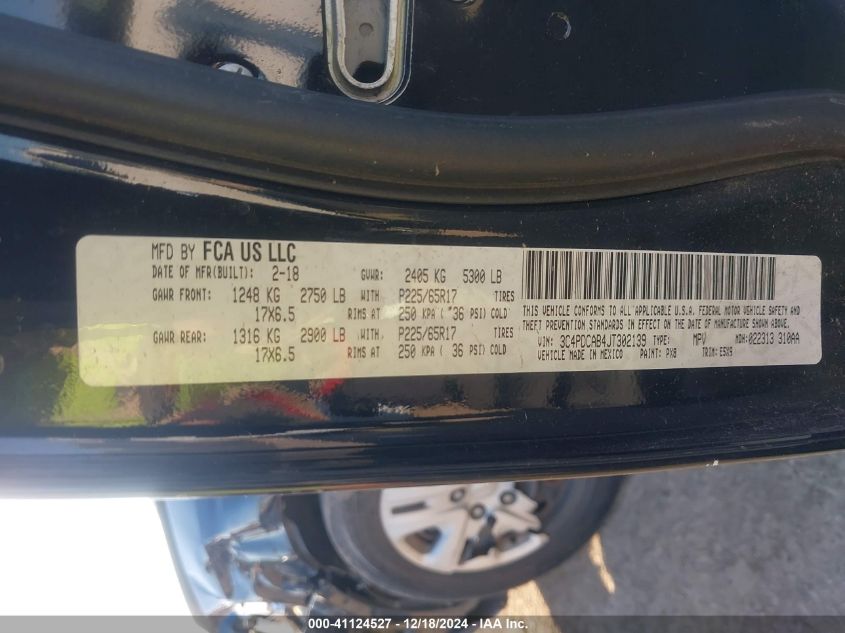 MFD BY FCA US LLC
DATE OF MFR(BUILT): 2-18 GVWR: 2405 KG 5300 LB
GAWR FRONT: 1248 KG 2750 LB WITH P225/65R17 TIRES
17X6.5 RIMS AT 250 KPA ( 36 PSI) COLD
GAWR REAR: 1316 KG 2900 LB WITH P225/65R17 TIRES
17X6.5 RIMS AT 250 KPA ( 36 PSI) COLD
THIS VEHICLE CONFORMS TO ALL APPLICABLE U.S.A. FEDERAL MOTOR VEHICLE SAFETY AND
THEFT PREVENTION STANDARDS IN EFFECT ON THE DATE OF MANUFACTURE SHOWN ABOVE.
VIN: 3C4PDCAB4JT302139 TYPE: MPV MDH: 022313 310AA
VEHICLE MADE IN MEXICO PAINT: PX8 TRIM: E5X9
000-41124527 - 12/18/2024 - IAA Inc.